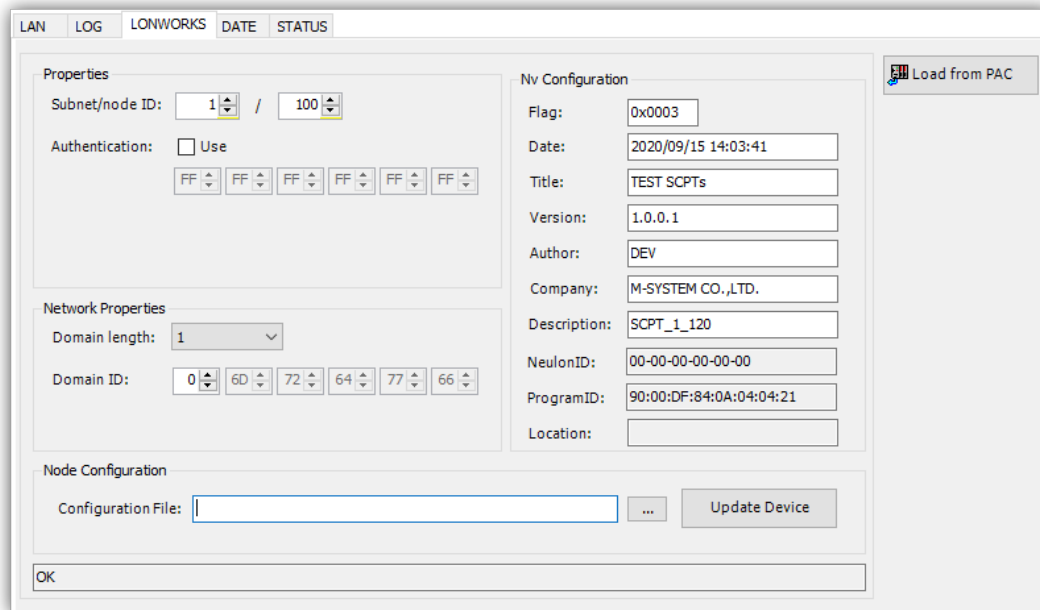 LAN LOG LONWORKS DATE STATUS
Load from PAC
Properties
Subnet/node ID: 1 / 100
Authentication: Use
FF FF FF FF FF FF
Network Properties
Domain length: 1
Domain ID: 0 6D 72 64 77 66
Nv Configuration
Flag: 0x0003
Date: 2020/09/15 14:03:41
Title: TEST SCPTs
Version: 1.0.0.1
Author: DEV
Company: M-SYSTEM CO.,LTD.
Description: SCPT_1_120
NeulonID: 00-00-00-00-00-00
ProgramID: 90:00:DF:84:0A:04:04:21
Location:
Node Configuration
Configuration File: ... Update Device
OK